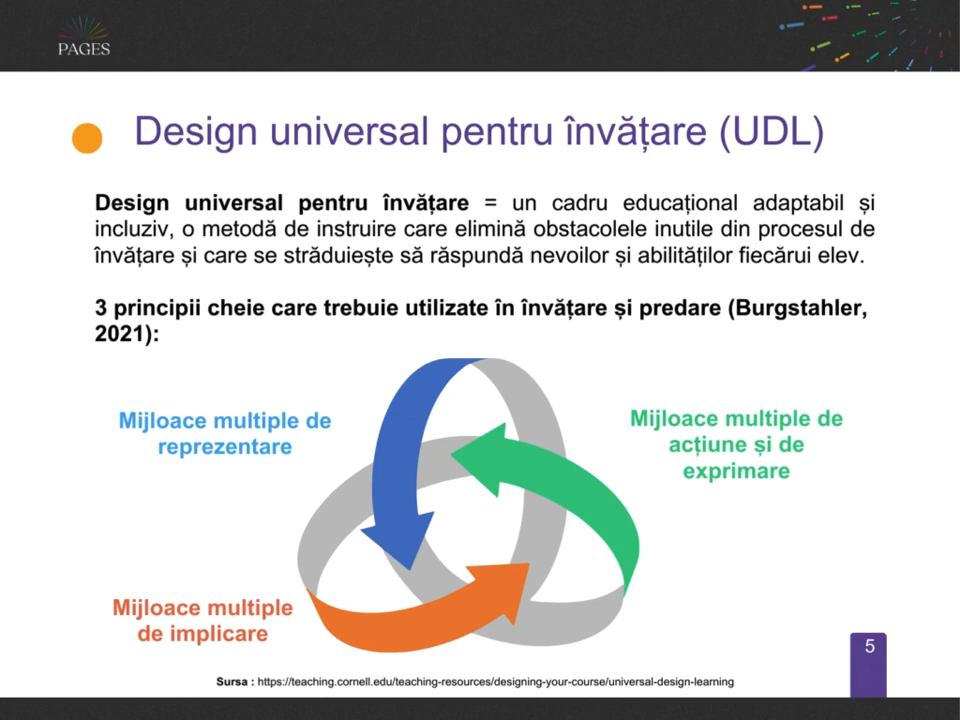 PAGES
Design universal pentru învățare (UDL)
Design universal pentru învățare = un cadru educațional adaptabil și
incluziv, o metodă de instruire care elimină obstacolele inutile din procesul de
învățare și care se străduiește să răspundă nevoilor și abilităților fiecărui elev.
3 principii cheie care trebuie utilizate în învățare și predare (Burgstahler,
2021):
Mijloace multiple de
reprezentare
Mijloace multiple de
acțiune și de
exprimare
Mijloace multiple
de implicare
5
Sursa : https://teaching.cornell.edu/teaching-resources/designing-your-course/universal-design-learning